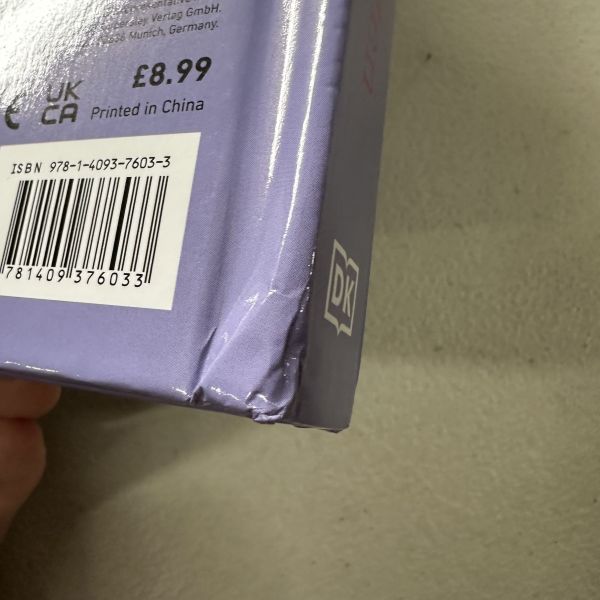 Verlag GmbH.
Munich, Germany.
£8.99
UK
CA Printed in China
ISBN 978-1-4093-7603-3
781409 376033
DK